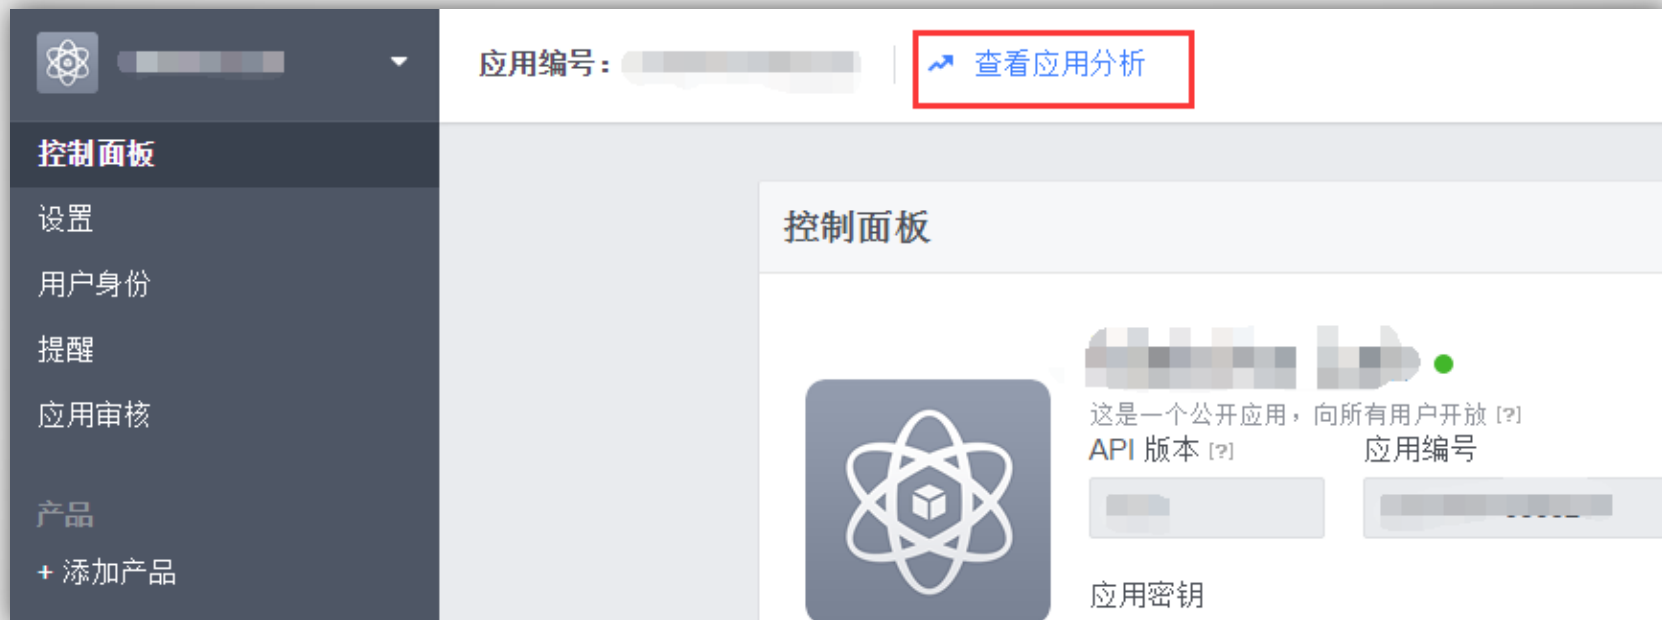 应用编号：
查看应用分析
控制面板
设置
用户身份
提醒
应用审核
产品
+ 添加产品
控制面板
这是一个公开应用，向所有用户开放 [?]
API 版本 [?]
应用编号
应用密钥